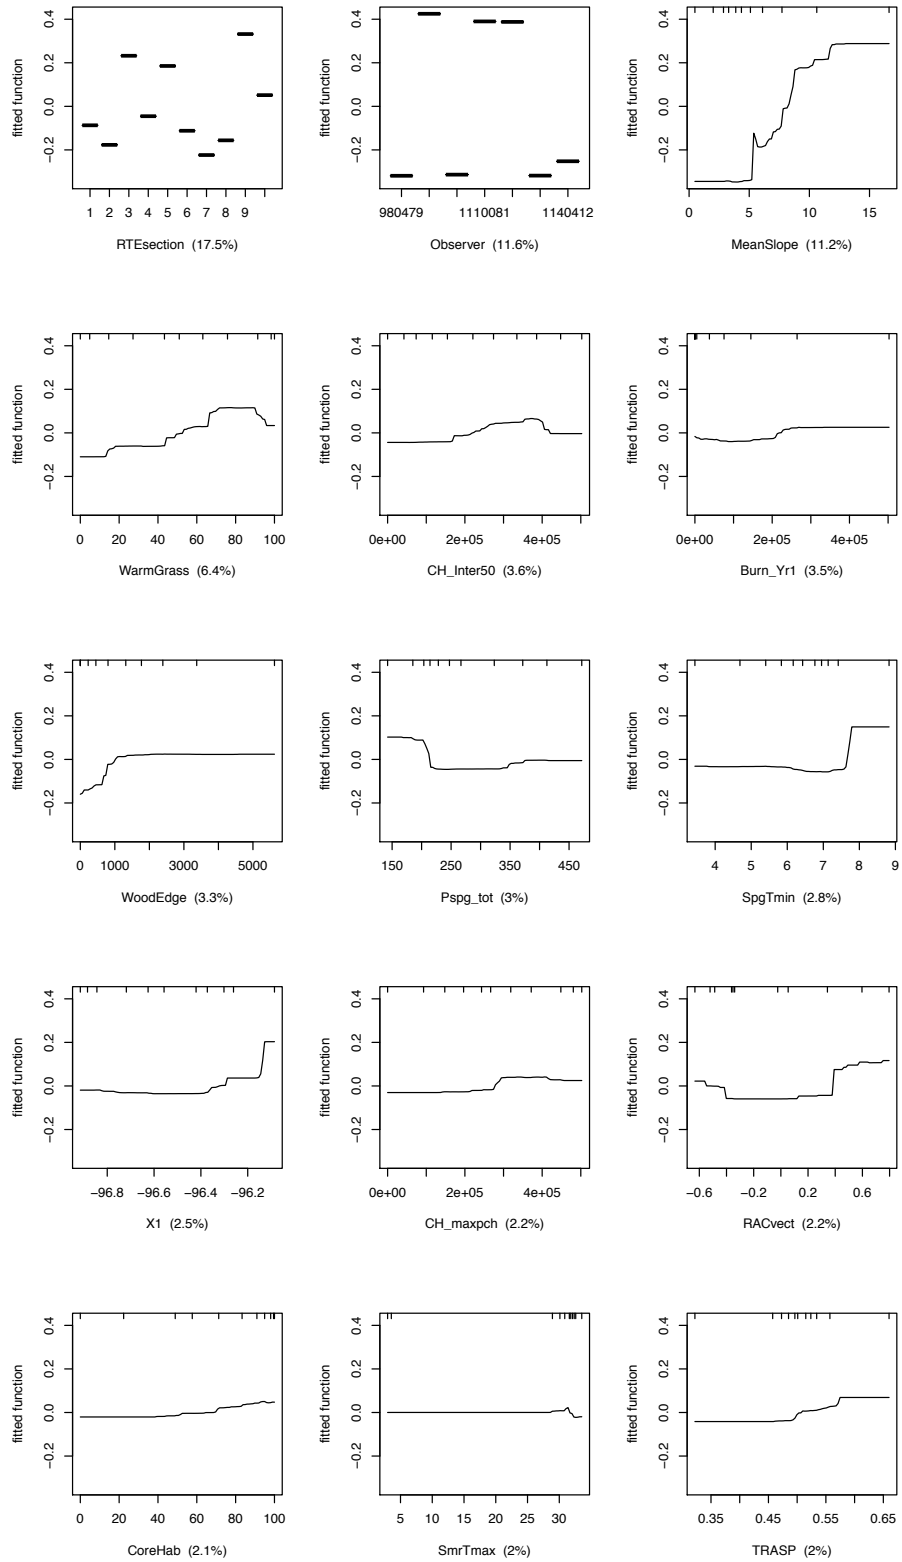 fitted function
0.4
0.2
0.0
−0.2
1 2 3 4 5 6 7 8 9
RTEsection (17.5%)
fitted function
0.4
0.2
0.0
−0.2
980479 1110081 1140412
Observer (11.6%)
fitted function
0.4
0.2
0.0
−0.2
0 5 10 15
MeanSlope (11.2%)
fitted function
0.4
0.2
0.0
−0.2
0 20 40 60 80 100
WarmGrass (6.4%)
fitted function
0.4
0.2
0.0
−0.2
0e+00 2e+05 4e+05
CH_Inter50 (3.6%)
fitted function
0.4
0.2
0.0
−0.2
0e+00 2e+05 4e+05
Burn_Yr1 (3.5%)
fitted function
0.4
0.2
0.0
−0.2
0 1000 3000 5000
WoodEdge (3.3%)
fitted function
0.4
0.2
0.0
−0.2
150 250 350 450
Pspg_tot (3%)
fitted function
0.4
0.2
0.0
−0.2
4 5 6 7 8 9
SpgTmin (2.8%)
fitted function
0.4
0.2
0.0
−0.2
−96.8 −96.6 −96.4 −96.2
X1 (2.5%)
fitted function
0.4
0.2
0.0
−0.2
0e+00 2e+05 4e+05
CH_maxpch (2.2%)
fitted function
0.4
0.2
0.0
−0.2
−0.6 −0.2 0.2 0.6
RACvect (2.2%)
fitted function
0.4
0.2
0.0
−0.2
0 20 40 60 80 100
CoreHab (2.1%)
fitted function
0.4
0.2
0.0
−0.2
5 10 15 20 25 30
SmrTmax (2%)
fitted function
0.4
0.2
0.0
−0.2
0.35 0.45 0.55 0.65
TRASP (2%)